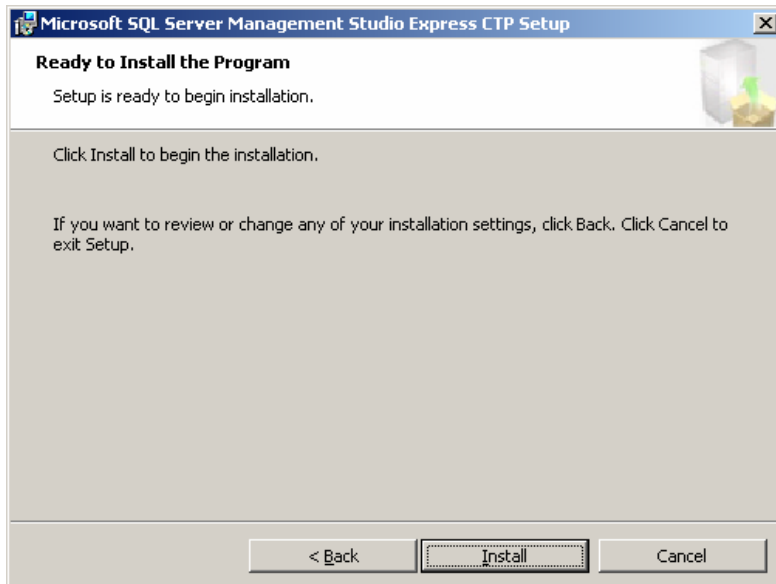 Microsoft SQL Server Management Studio Express CTP Setup
Ready to Install the Program
Setup is ready to begin installation.
Click Install to begin the installation.
If you want to review or change any of your installation settings, click Back. Click Cancel to
exit Setup.
< Back
Install
Cancel